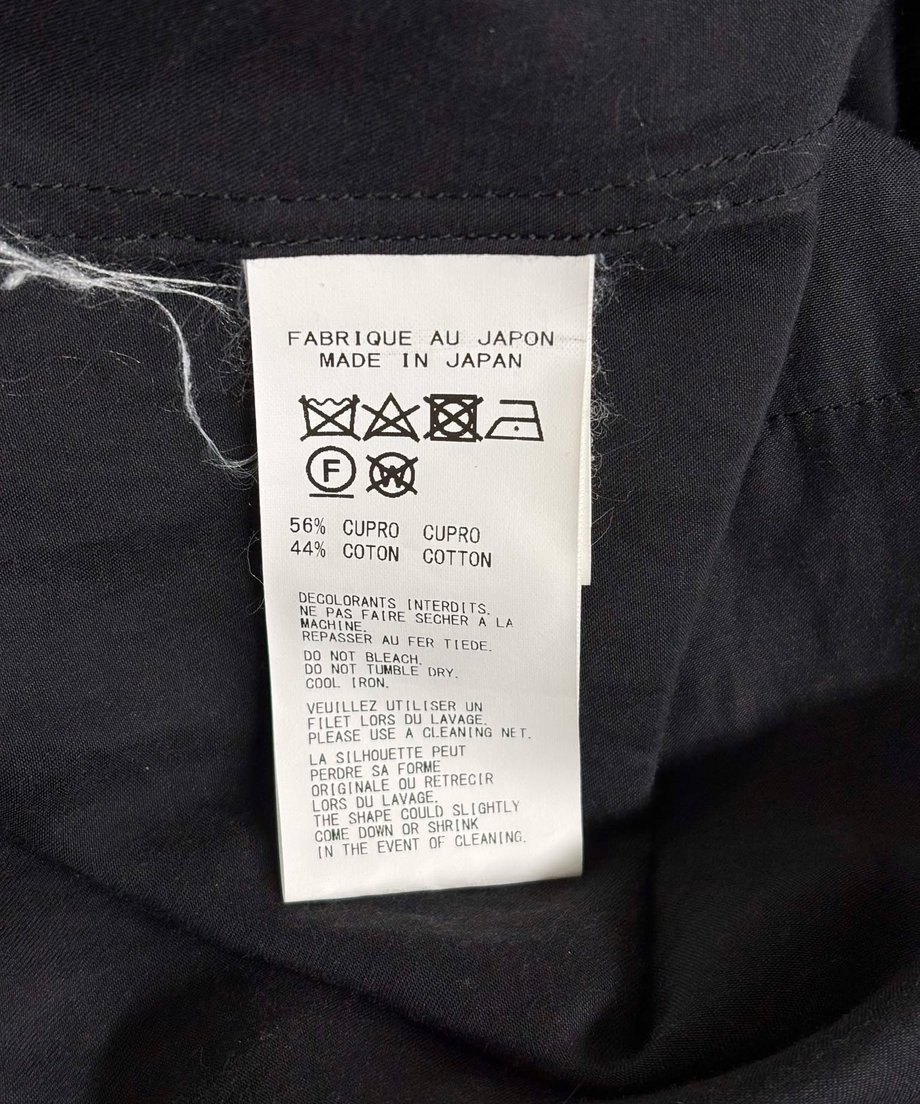 FABRIQUE AU JAPON
MADE IN JAPAN
F W
56% CUPRO CUPRO
44% COTON COTTON
DECOLORANTS INTERDITS.
NE PAS FAIRE SECHER A LA
MACHINE.
REPASSER AU FER TIEDE.
DO NOT BLEACH.
DO NOT TUMBLE DRY.
COOL IRON.
VEUILLEZ UTILISER UN
FILET LORS DU LAVAGE.
PLEASE USE A CLEANING NET.
LA SILHOUETTE PEUT
PERDRE SA FORME
ORIGINALE OU RETRECIR
LORS DU LAVAGE.
THE SHAPE COULD SLIGHTLY
COME DOWN OR SHRINK
IN THE EVENT OF CLEANING.